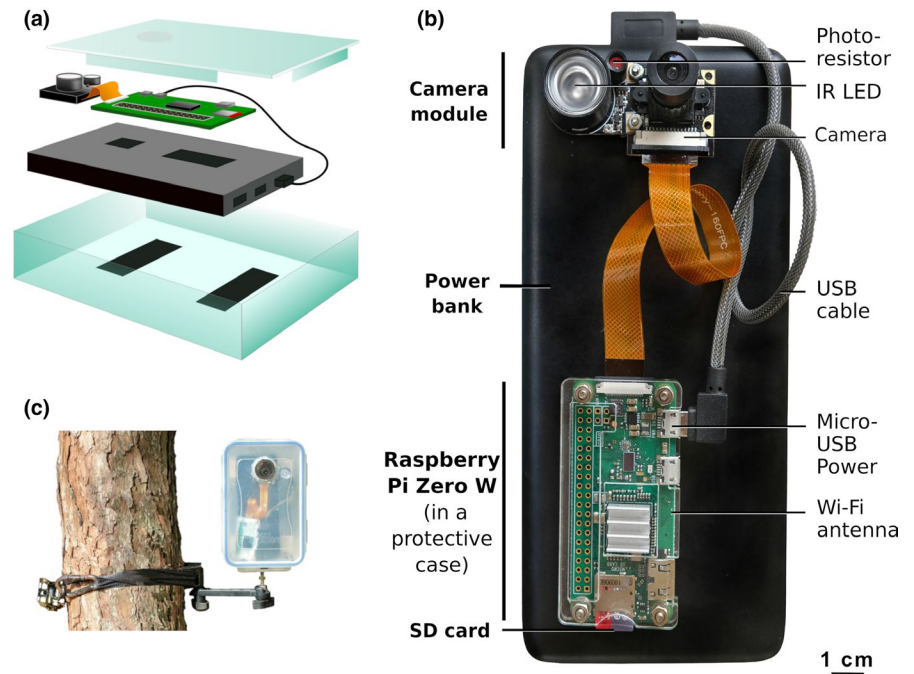 (a)
(b)
Camera
module
Photo-
resistor
IR LED
Camera
Power
bank
USB
cable
(c)
Raspberry
Pi Zero W
(in a
protective
case)
SD card
Micro-
USB
Power
Wi-Fi
antenna
1 cm